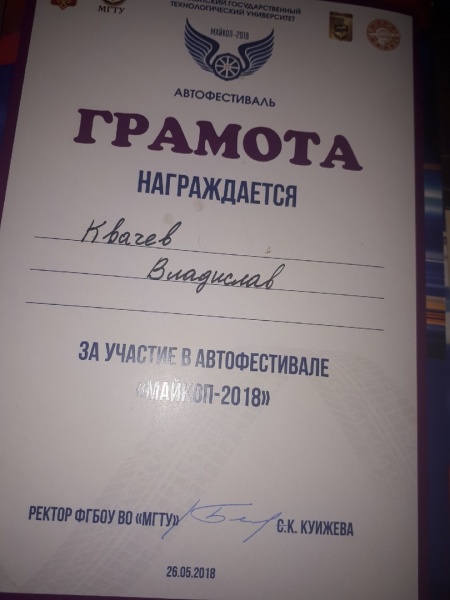 МГТУ
ГОСУДАРСТВЕННЫЙ
ТЕХНОЛОГИЧЕСКИЙ УНИВЕРСИТЕТ
МАЙКОП-2018
АВТОФЕСТИВАЛЬ
ГРАМОТА
НАГРАЖДАЕТСЯ
Квачев
Владислав
ЗА УЧАСТИЕ В АВТОФЕСТИВАЛЕ
«МАЙКОП-2018»
РЕКТОР ФГБОУ ВО «МГТУ»
С.К. КУИЖЕВА
26.05.2018